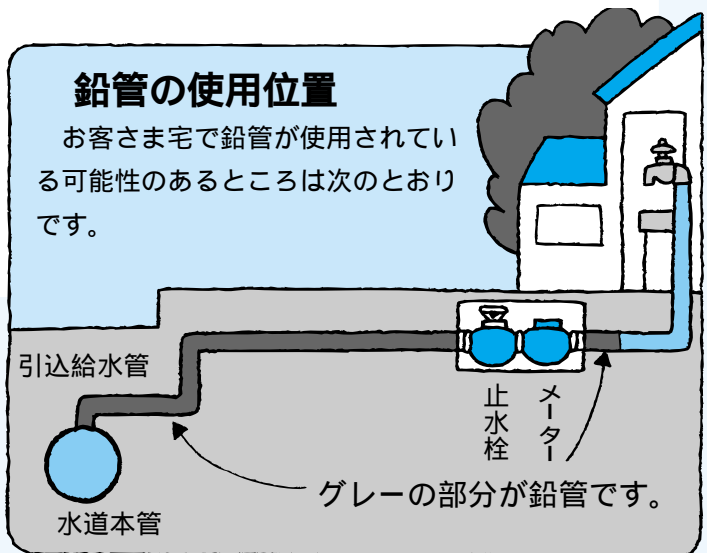 鉛管の使用位置
お客さま宅で鉛管が使用されてい
る可能性のあるところは次のとおり
です。
引込給水管
止水栓
メーター
グレーの部分が鉛管です。
水道本管